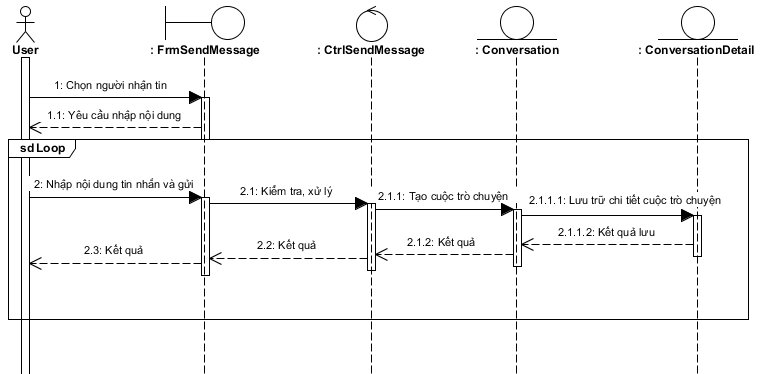 User
: FrmSendMessage
: CtrlSendMessage
: Conversation
: ConversationDetail
1: Chọn người nhận tin
1.1: Yêu cầu nhập nội dung
sd Loop
2: Nhập nội dung tin nhắn và gửi
2.1: Kiểm tra, xử lý
2.1.1: Tạo cuộc trò chuyện
2.1.1.1: Lưu trữ chi tiết cuộc trò chuyện
2.1.1.2: Kết quả lưu
2.1.2: Kết quả
2.2: Kết quả
2.3: Kết quả